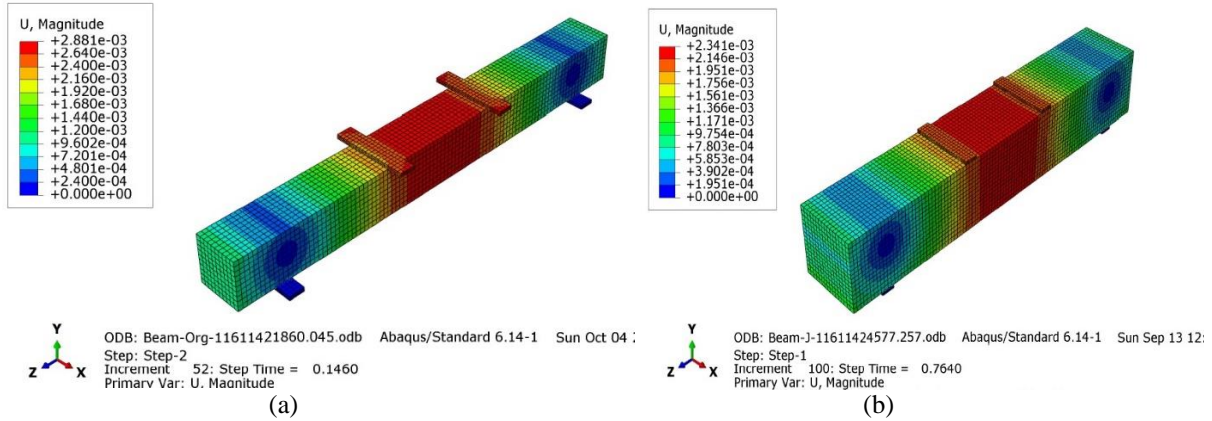 U, Magnitude
+2.881e-03
+2.640e-03
+2.400e-03
+2.160e-03
+1.920e-03
+1.680e-03
+1.440e-03
+1.200e-03
+9.602e-04
+7.201e-04
+4.801e-04
+2.400e-04
+0.000e+00
Y
Z X
ODB: Beam-Org-11611421860.045.odb Abaqus/Standard 6.14-1 Sun Oct 04
Step: Step-2
Increment 52: Step Time = 0.1460
Primary Var: U, Magnitude
(a)
U, Magnitude
+2.341e-03
+2.146e-03
+1.951e-03
+1.756e-03
+1.561e-03
+1.366e-03
+1.171e-03
+9.754e-04
+7.803e-04
+5.853e-04
+3.902e-04
+1.951e-04
+0.000e+00
Y
Z X
ODB: Beam-J-11611424577.257.odb Abaqus/Standard 6.14-1 Sun Sep 13 12:
Step: Step-1
Increment 100: Step Time = 0.7640
Primary Var: U, Magnitude
(b)